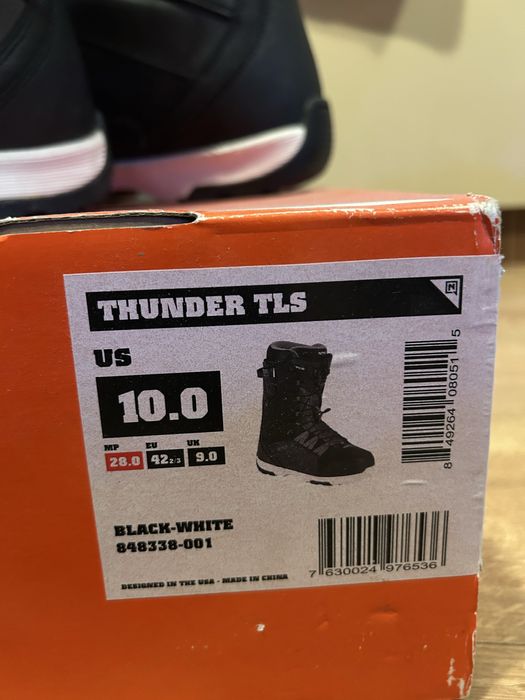 THUNDER TLS
US
10.0
MP EU UK
28.0 42 2/3 9.0
BLACK-WHITE
848338-001
DESIGNED IN THE USA - MADE IN CHINA
8 49264 08051 5
7 630024 976536